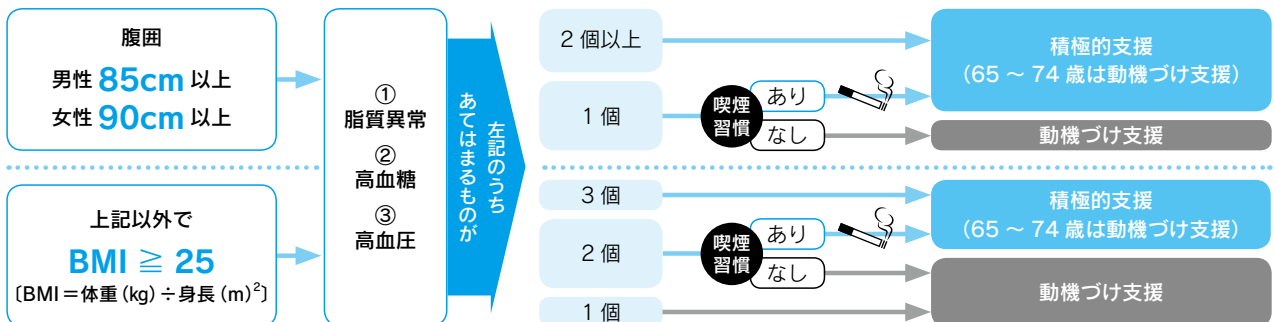 腹囲
男性 85cm 以上
女性 90cm 以上
上記以外で
BMI ≧ 25
〔BMI＝体重(kg)÷身長(m)²〕
①
脂質異常
②
高血糖
③
高血圧
左記のうち
あてはまるものが
2個以上
1個
喫煙
習慣
あり
なし
積極的支援
（65～74歳は動機づけ支援）
動機づけ支援
3個
2個
喫煙
習慣
あり
なし
1個
積極的支援
（65～74歳は動機づけ支援）
動機づけ支援